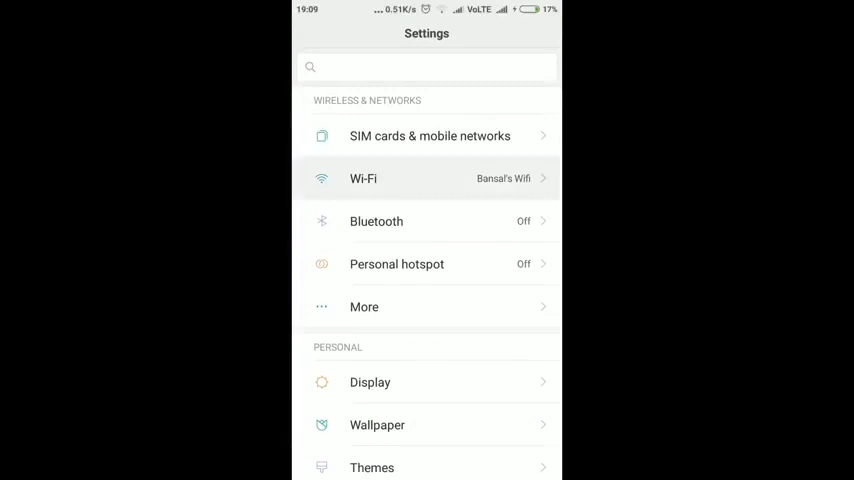 19:09 ... 0.51K/s VoLTE 17%
Settings
WIRELESS & NETWORKS
SIM cards & mobile networks
Wi-Fi Bansal's Wifi
Bluetooth Off
Personal hotspot Off
More
PERSONAL
Display
Wallpaper
Themes